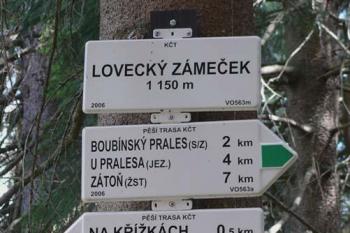 KČT
LOVECKÝ ZÁMEČEK
1 150 m
2006 VO563m
PĚŠÍ TRASA KČT
BOUBÍNSKÝ PRALES (S/Z) 2 km
U PRALESA (JEZ.) 4 km
ZÁTOŇ (ŽST) 7 km
2006 VO563a
PĚŠÍ TRASA KČT
NA KŘÍŽKÁCH 0,5 km